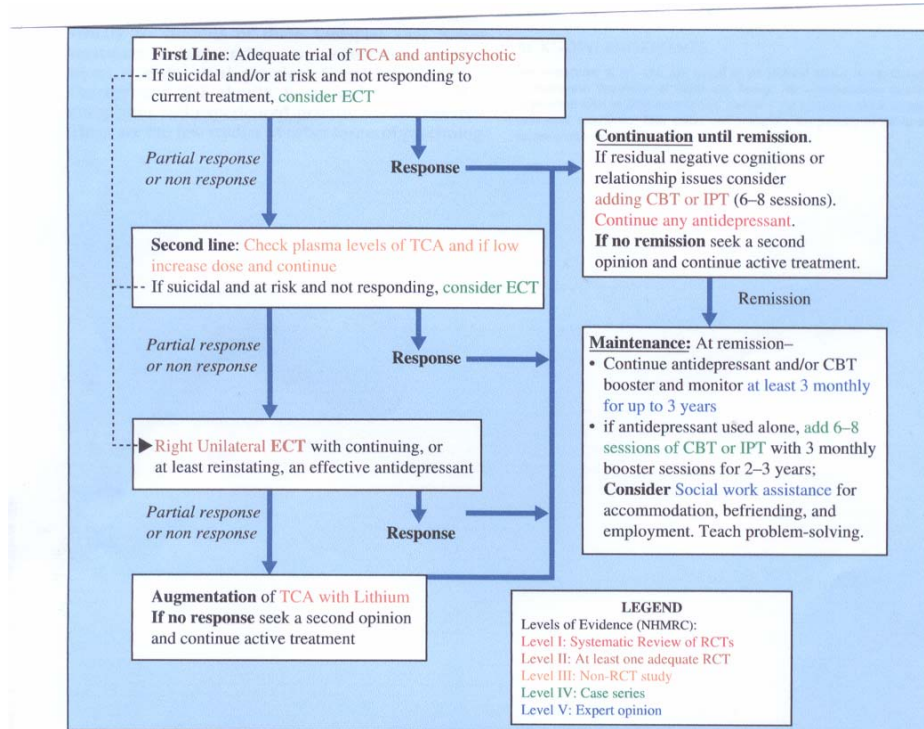 First Line: Adequate trial of TCA and antipsychotic
If suicidal and/or at risk and not responding to
current treatment, consider ECT
Partial response
or non response
Response
Second line: Check plasma levels of TCA and if low
increase dose and continue
If suicidal and at risk and not responding, consider ECT
Partial response
or non response
Response
Right Unilateral ECT with continuing, or
at least reinstating, an effective antidepressant
Partial response
or non response
Response
Augmentation of TCA with Lithium
If no response seek a second opinion
and continue active treatment
Continuation until remission.
If residual negative cognitions or
relationship issues consider
adding CBT or IPT (6–8 sessions).
Continue any antidepressant.
If no remission seek a second
opinion and continue active treatment.
Remission
Maintenance: At remission–
• Continue antidepressant and/or CBT
booster and monitor at least 3 monthly
for up to 3 years
• if antidepressant used alone, add 6–8
sessions of CBT or IPT with 3 monthly
booster sessions for 2–3 years;
Consider Social work assistance for
accommodation, befriending, and
employment. Teach problem-solving.
LEGEND
Levels of Evidence (NHMRC):
Level I: Systematic Review of RCTs
Level II: At least one adequate RCT
Level III: Non-RCT study
Level IV: Case series
Level V: Expert opinion